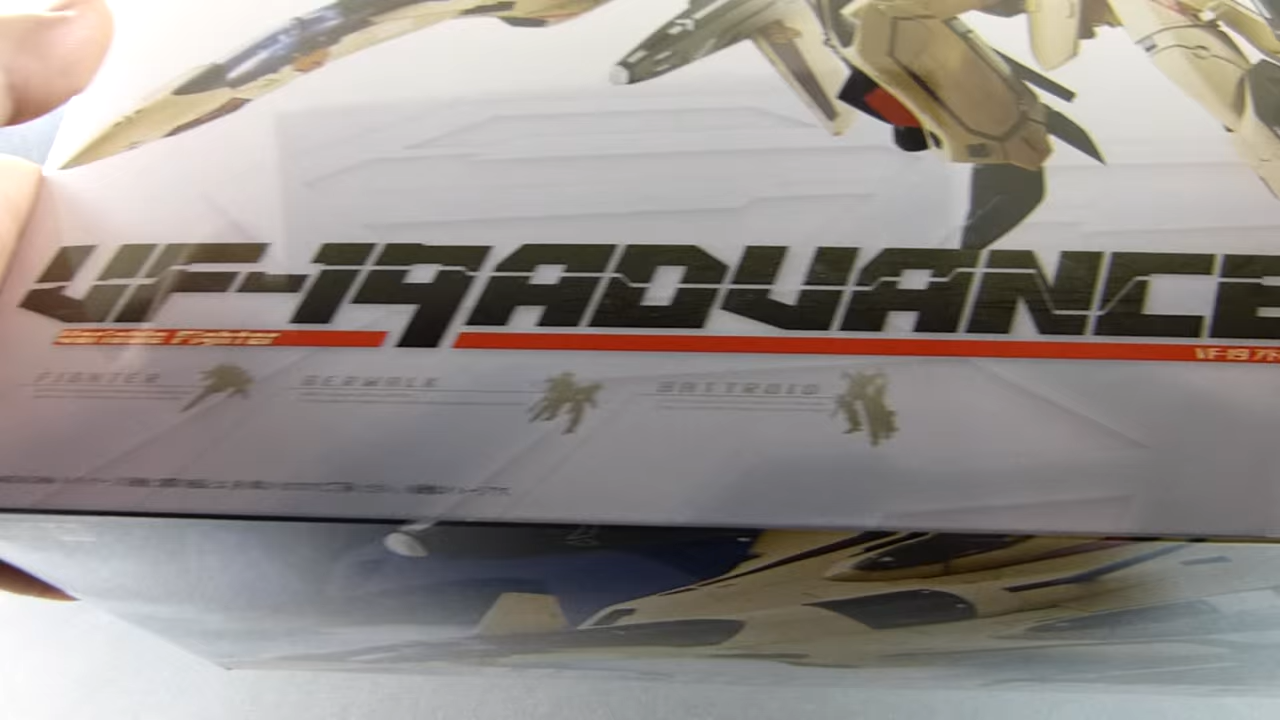 VF-19ADVANCE
Variable Fighter
VF-19
FIGHTER
GERWALK
BATTROID